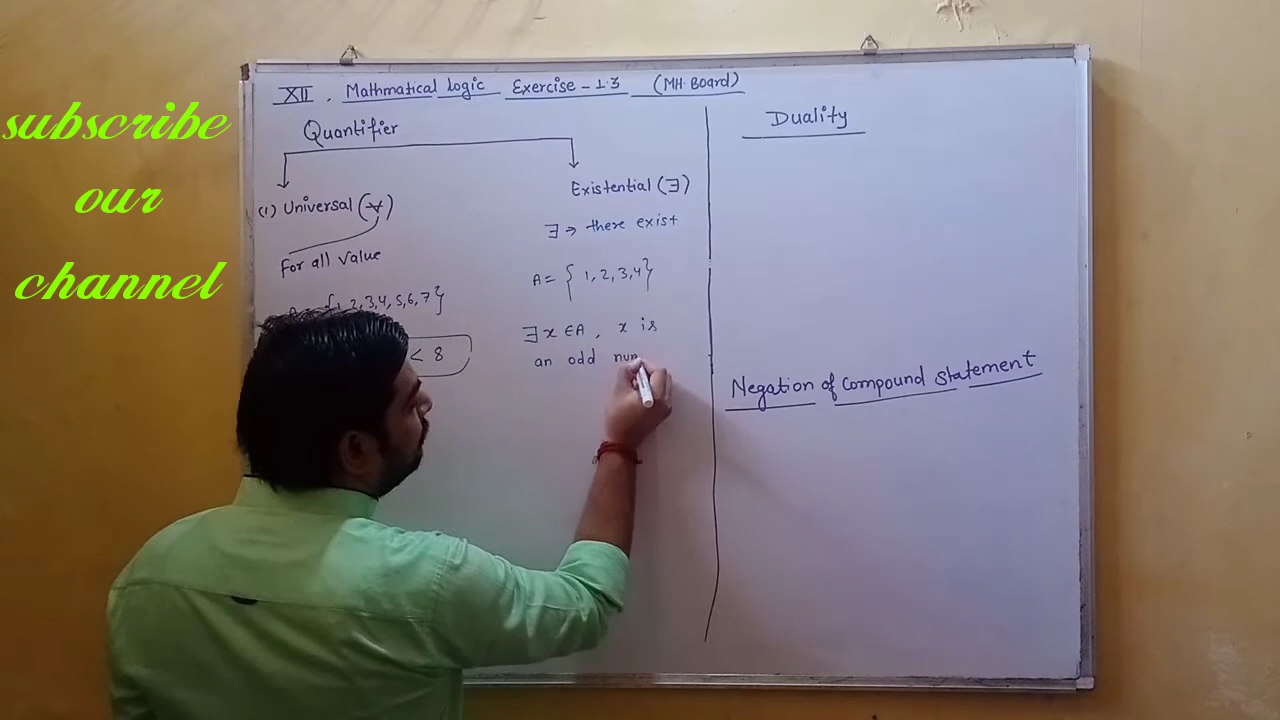 subscribe
our
channel
XII . Mathmatical logic Exercise - 1.3 (MH. Board)
Quantifier
(1) Universal (∀)
For all value
{1,2,3,4,5,6,7}
< 8
Existential (∃)
∃ → there exist
A = { 1, 2, 3, 4}
∃ x ∈ A , x is
an odd num
Duality
Negation of compound statement